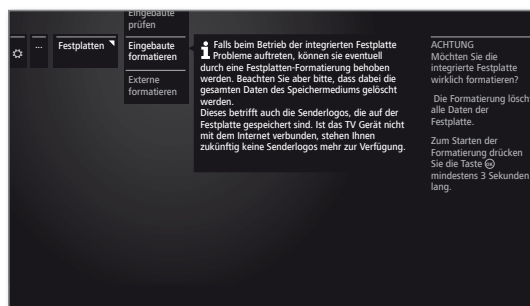 Eingebaute
prüfen
...
Festplatten
Eingebaute
formatieren
Externe
formatieren
Falls beim Betrieb der integrierten Festplatte
Probleme auftreten, können sie eventuell
durch eine Festplatten-Formatierung behoben
werden. Beachten Sie aber bitte, dass dabei die
gesamten Daten des Speichermediums gelöscht
werden.
Dieses betrifft auch die Senderlogos, die auf der
Festplatte gespeichert sind. Ist das TV Gerät nicht
mit dem Internet verbunden, stehen Ihnen
zukünftig keine Senderlogos mehr zur Verfügung.
ACHTUNG
Möchten Sie die
integrierte Festplatte
wirklich formatieren?
Die Formatierung löscht
alle Daten der
Festplatte.
Zum Starten der
Formatierung drücken
Sie die Taste OK
mindestens 3 Sekunden
lang.